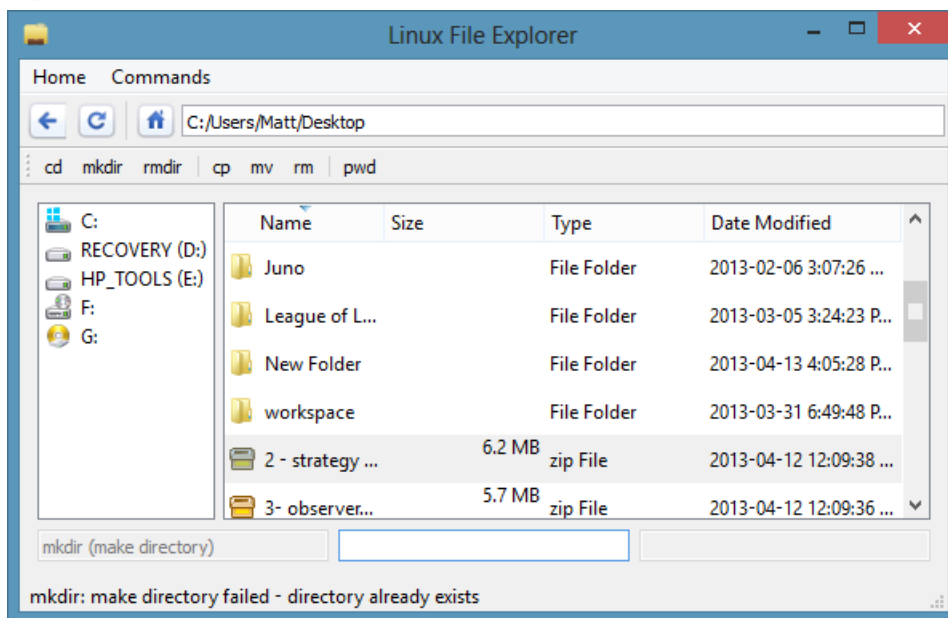 Linux File Explorer
Home Commands
C:/Users/Matt/Desktop
cd mkdir rmdir cp mv rm pwd
C:
RECOVERY (D:)
HP_TOOLS (E:)
F:
G:
Name Size Type Date Modified
Juno File Folder 2013-02-06 3:07:26 ...
League of L... File Folder 2013-03-05 3:24:23 P...
New Folder File Folder 2013-04-13 4:05:28 P...
workspace File Folder 2013-03-31 6:49:48 P...
2 - strategy ... 6.2 MB zip File 2013-04-12 12:09:38 ...
3- observer... 5.7 MB zip File 2013-04-12 12:09:36 ...
mkdir (make directory)
mkdir: make directory failed - directory already exists